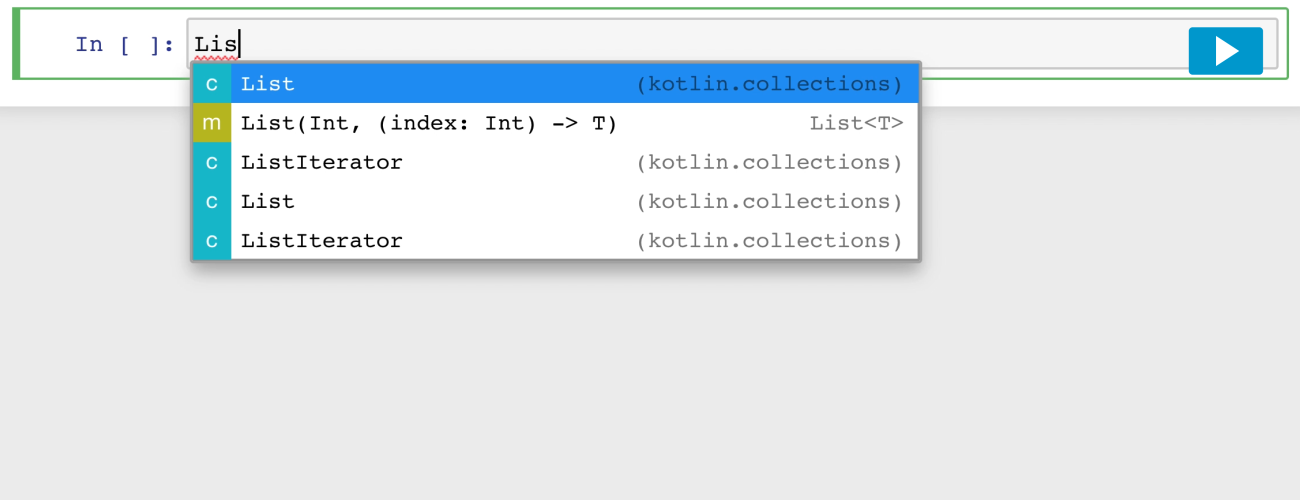 In [ ]: Lis
c List (kotlin.collections)
m List(Int, (index: Int) -> T) List<T>
c ListIterator (kotlin.collections)
c List (kotlin.collections)
c ListIterator (kotlin.collections)